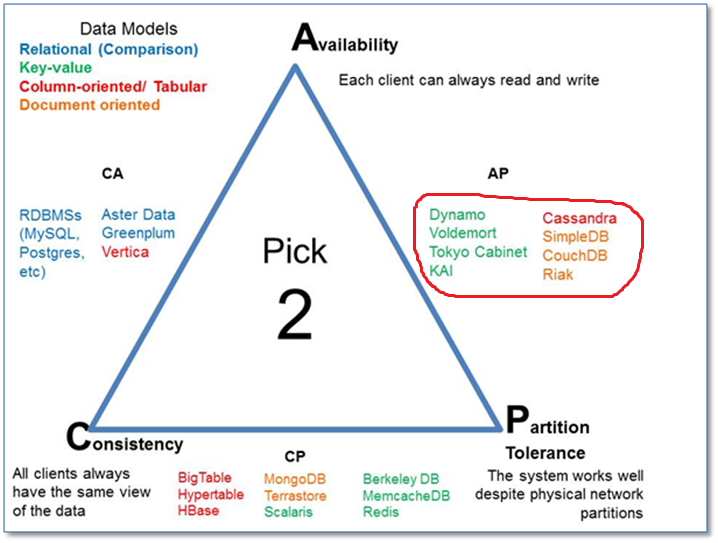 Data Models
Relational (Comparison)
Key-value
Column-oriented/ Tabular
Document oriented
Availability
Each client can always read and write
CA
RDBMSs
(MySQL,
Postgres,
etc)
Aster Data
Greenplum
Vertica
AP
Dynamo
Voldemort
Tokyo Cabinet
KAI
Cassandra
SimpleDB
CouchDB
Riak
Pick
2
Consistency
All clients always
have the same view
of the data
CP
BigTable
Hypertable
HBase
MongoDB
Terrastore
Scalaris
Berkeley DB
MemcacheDB
Redis
Partition
Tolerance
The system works well
despite physical network
partitions